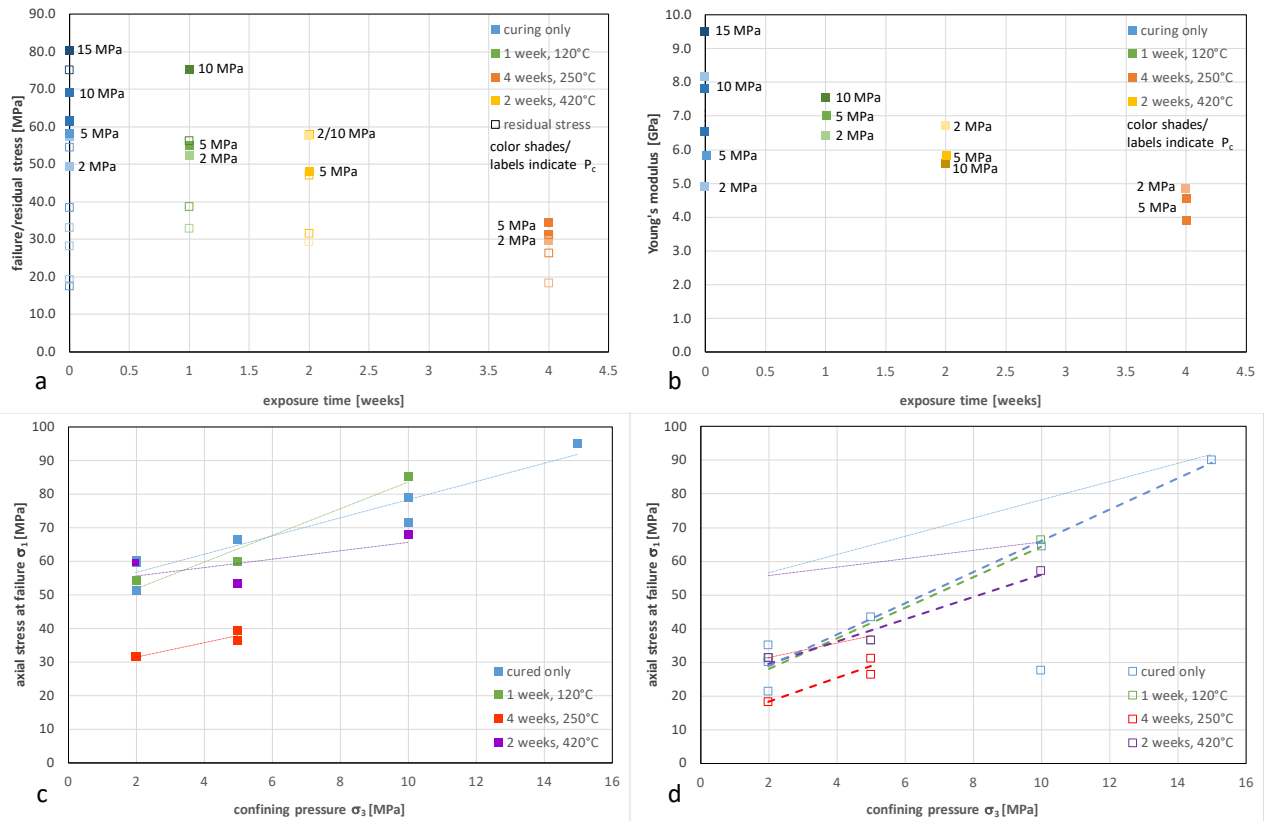 failure/residual stress [MPa]
90.0
80.0
70.0
60.0
50.0
40.0
30.0
20.0
10.0
0.0
15 MPa
10 MPa
5 MPa
2 MPa
10 MPa
5 MPa
2 MPa
2/10 MPa
5 MPa
5 MPa
2 MPa
curing only
1 week, 120°C
4 weeks, 250°C
2 weeks, 420°C
residual stress
color shades/
labels indicate Pc
0 0.5 1 1.5 2 2.5 3 3.5 4 4.5
a
exposure time [weeks]
Young's modulus [GPa]
10.0
9.0
8.0
7.0
6.0
5.0
4.0
3.0
2.0
1.0
0.0
15 MPa
10 MPa
5 MPa
2 MPa
10 MPa
5 MPa
2 MPa
2 MPa
5 MPa
10 MPa
2 MPa
5 MPa
curing only
1 week, 120°C
4 weeks, 250°C
2 weeks, 420°C
color shades/
labels indicate Pc
0 0.5 1 1.5 2 2.5 3 3.5 4 4.5
b
exposure time [weeks]
axial stress at failure σ1 [MPa]
100
90
80
70
60
50
40
30
20
10
0
cured only
1 week, 120°C
4 weeks, 250°C
2 weeks, 420°C
0 2 4 6 8 10 12 14 16
c
confining pressure σ3 [MPa]
axial stress at failure σ1 [MPa]
100
90
80
70
60
50
40
30
20
10
0
cured only
1 week, 120°C
4 weeks, 250°C
2 weeks, 420°C
0 2 4 6 8 10 12 14 16
d
confining pressure σ3 [MPa]